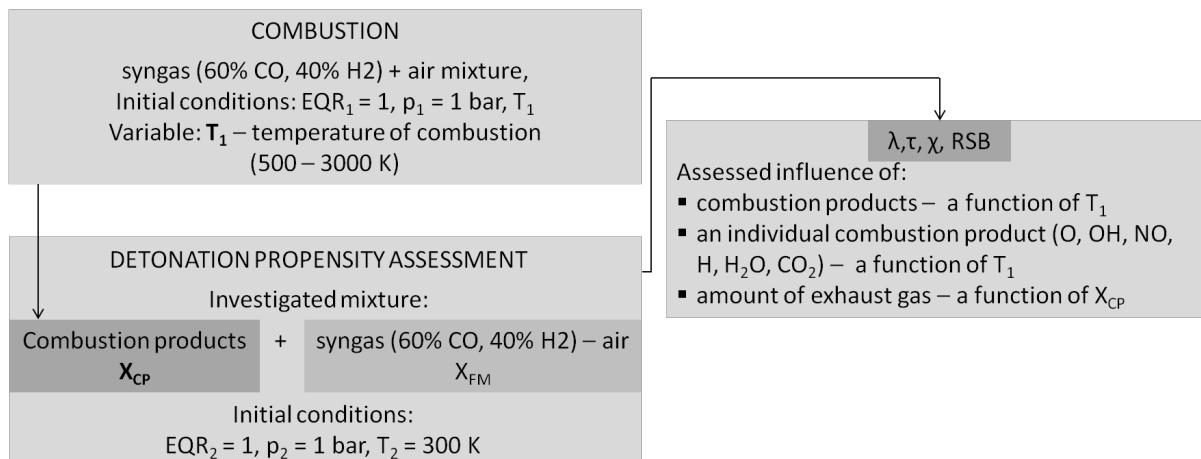 COMBUSTION
syngas (60% CO, 40% H2) + air mixture,
Initial conditions: EQR₁ = 1, p₁ = 1 bar, T₁
Variable: T₁ – temperature of combustion
(500 – 3000 K)
DETONATION PROPENSITY ASSESSMENT
Investigated mixture:
Combustion products
X_CP
+
syngas (60% CO, 40% H2) – air
X_FM
Initial conditions:
EQR₂ = 1, p₂ = 1 bar, T₂ = 300 K
λ,τ, χ, RSB
Assessed influence of:
▪ combustion products – a function of T₁
▪ an individual combustion product (O, OH, NO,
H, H₂O, CO₂) – a function of T₁
▪ amount of exhaust gas – a function of X_CP